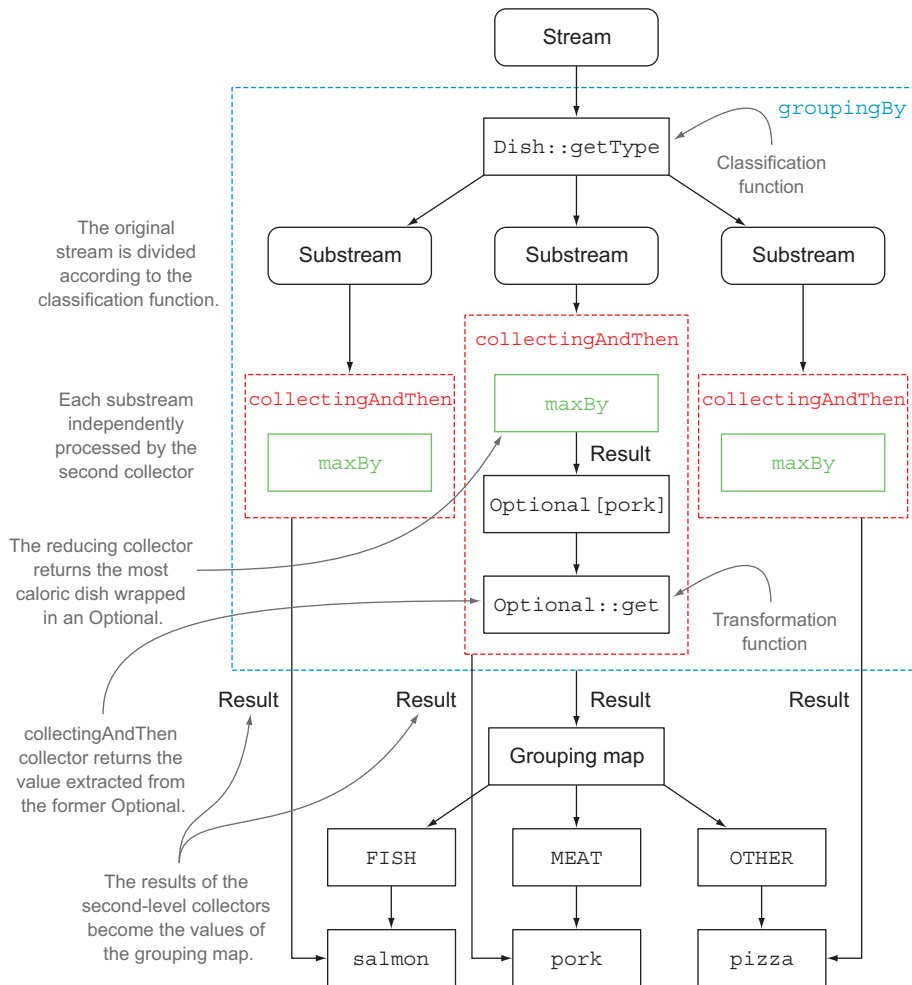 Stream
groupingBy
Dish::getType
Classification
function
The original
stream is divided
according to the
classification function.
Substream
Substream
Substream
collectingAndThen
collectingAndThen
collectingAndThen
Each substream
independently
processed by the
second collector
maxBy
maxBy
maxBy
Result
Optional[pork]
The reducing collector
returns the most
caloric dish wrapped
in an Optional.
Optional::get
Transformation
function
Result
Result
Result
Result
collectingAndThen
collector returns the
value extracted from
the former Optional.
Grouping map
FISH
MEAT
OTHER
The results of the
second-level collectors
become the values of
the grouping map.
salmon
pork
pizza